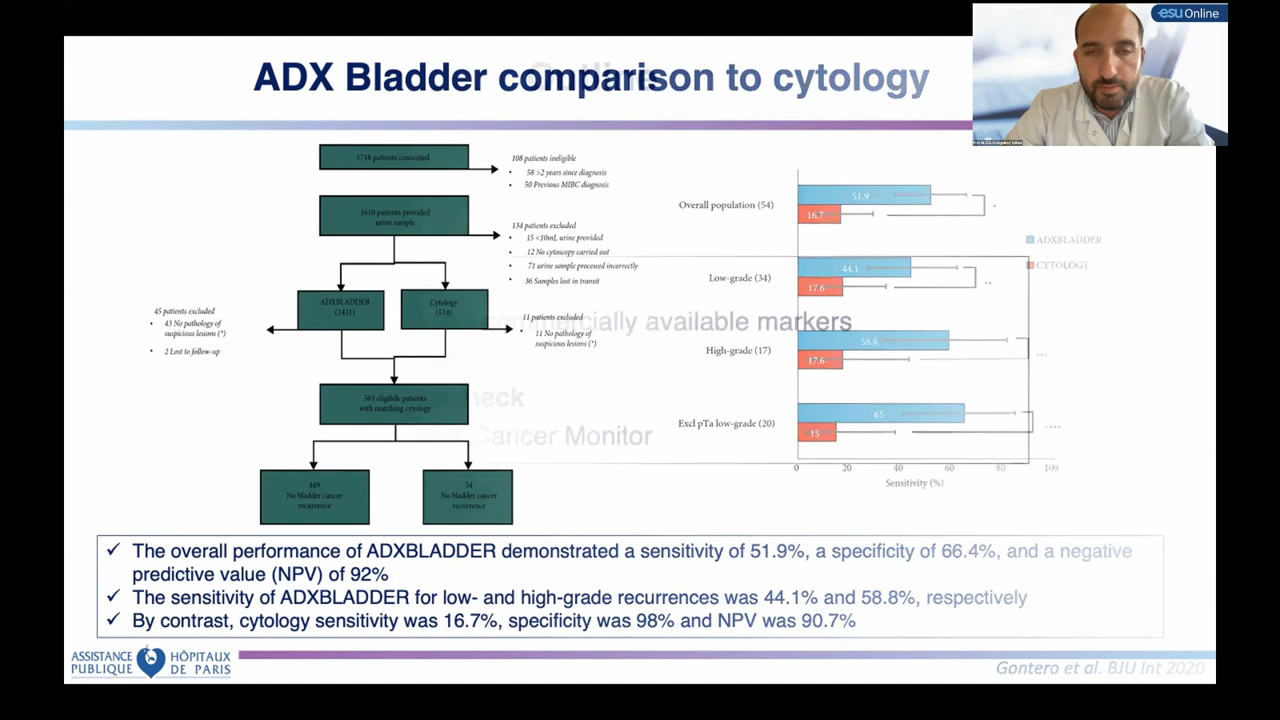 esu Online
ADX Bladder comparison to cytology
1718 patients consented
108 patients ineligible
• 58 >2 years since diagnosis
• 50 Previous MIBC diagnosis
1610 patients provided
urine sample
134 patients excluded
• 15 <10mL urine provided
• 12 No cytoscopy carried out
• 71 urine sample processed incorrectly
• 36 Samples lost in transit
ADXBLADDER
(1431)
Cytology
(514)
45 patients excluded
• 43 No pathology of
suspicious lesions (*)
• 2 Lost to follow-up
11 patients excluded
• 11 No pathology of
suspicious lesions (*)
503 eligible patients
with matching cytology
449
No bladder cancer
recurrence
54
No bladder cancer
recurrence
commercially available markers
Cancer Monitor
Overall population (54)
51.9
16.7
*
Low-grade (34)
44.1
17.6
**
High-grade (17)
58.8
17.6
***
Excl pTa low-grade (20)
65
15
****
0 20 40 60 80 100
Sensitivity (%)
ADXBLADDER
CYTOLOGY
✓ The overall performance of ADXBLADDER demonstrated a sensitivity of 51.9%, a specificity of 66.4%, and a negative
predictive value (NPV) of 92%
✓ The sensitivity of ADXBLADDER for low- and high-grade recurrences was 44.1% and 58.8%, respectively
✓ By contrast, cytology sensitivity was 16.7%, specificity was 98% and NPV was 90.7%
ASSISTANCE HÔPITAUX
PUBLIQUE DE PARIS
Gontero et al. BJU Int 2020